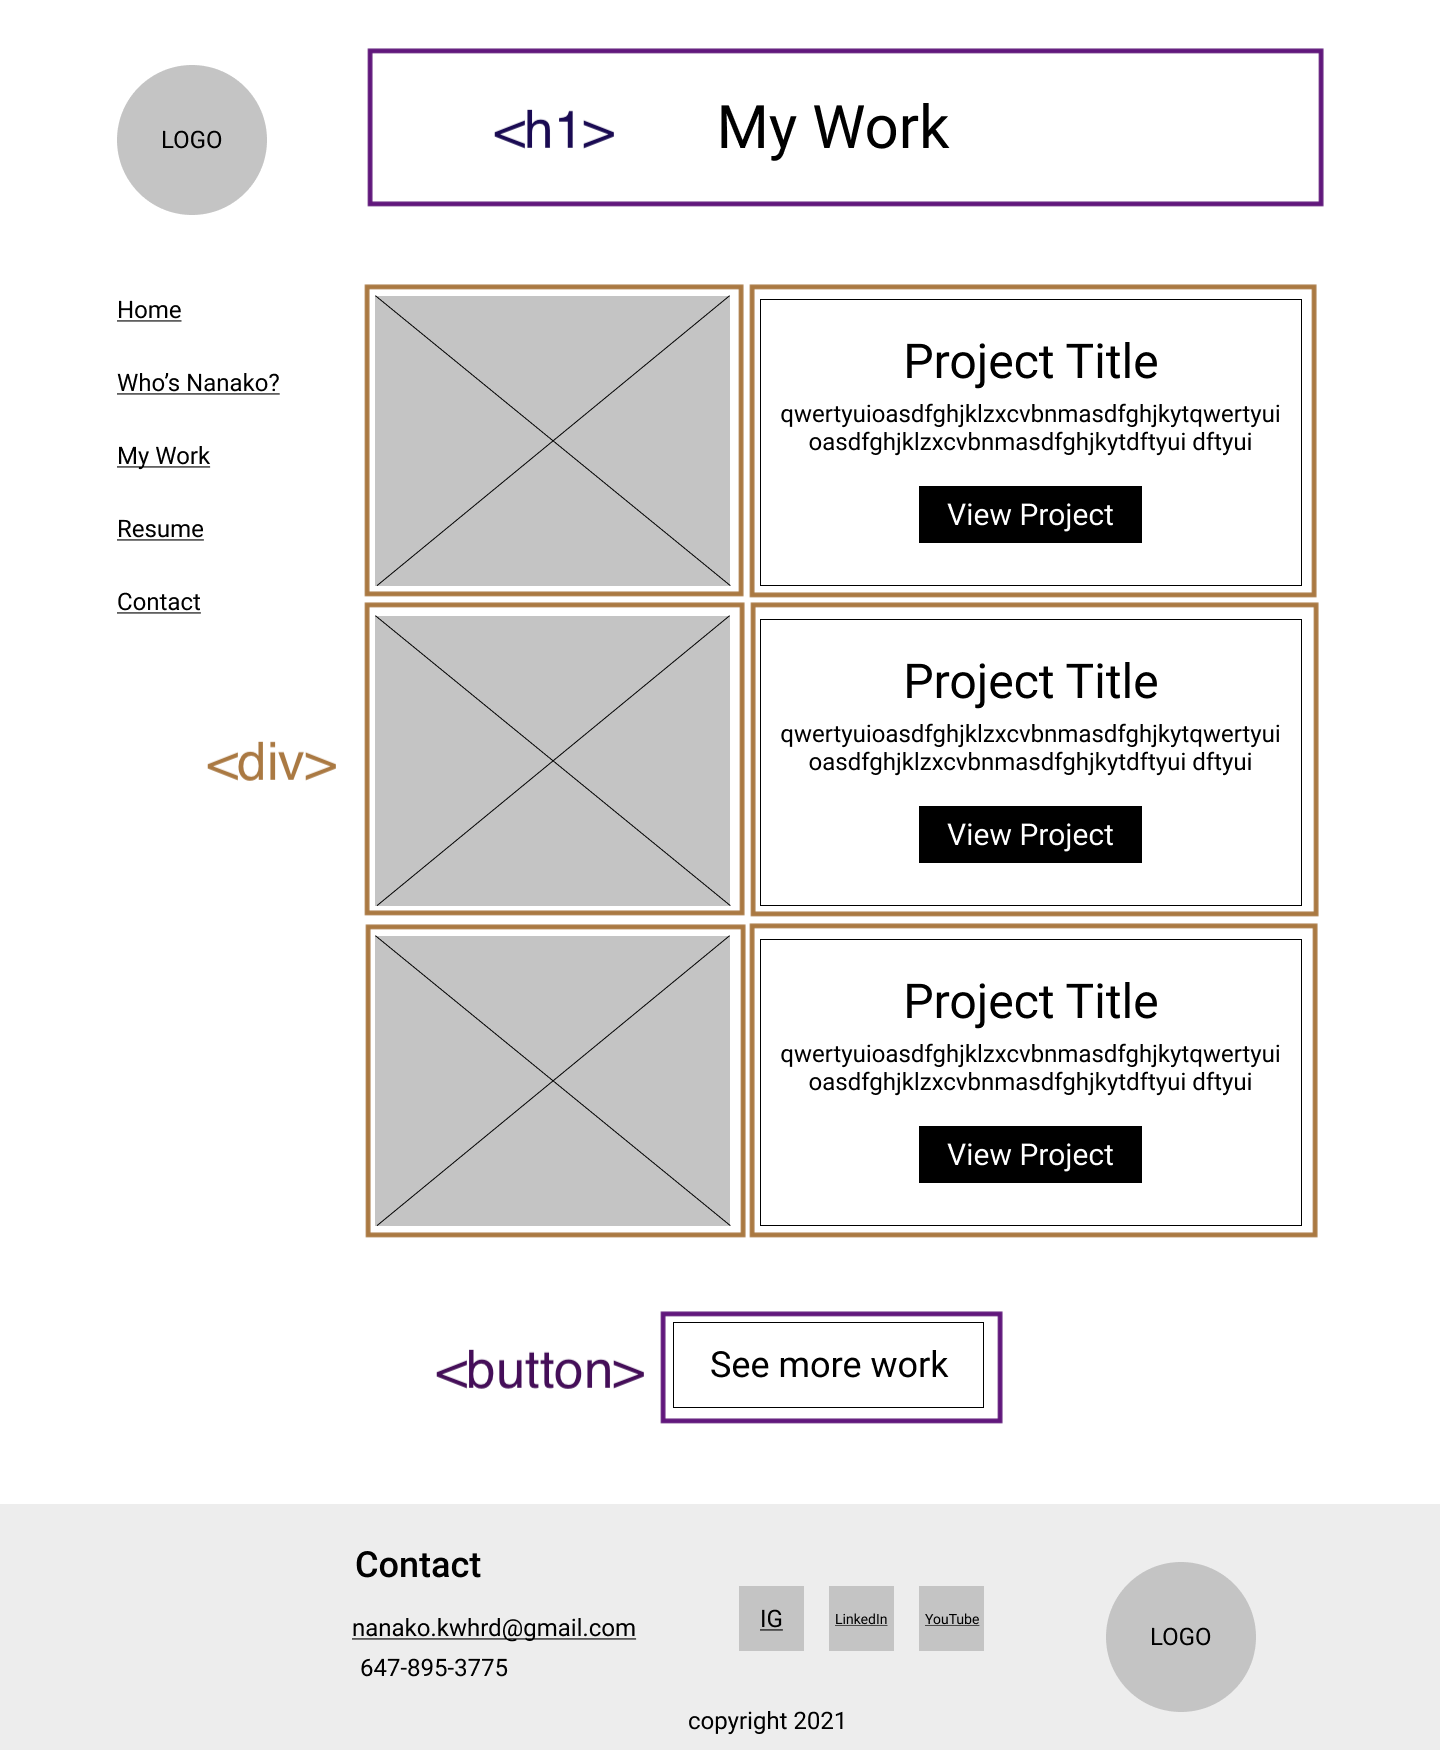 LOGO
<h1> My Work
Home
Who’s Nanako?
My Work
Resume
Contact
<div>
Project Title
qwertyuioasdfghjklzxcvbnmasdfghjkytqwertyui
oasdfghjklzxcvbnmasdfghjkytdftyui dftyui
View Project
Project Title
qwertyuioasdfghjklzxcvbnmasdfghjkytqwertyui
oasdfghjklzxcvbnmasdfghjkytdftyui dftyui
View Project
Project Title
qwertyuioasdfghjklzxcvbnmasdfghjkytqwertyui
oasdfghjklzxcvbnmasdfghjkytdftyui dftyui
View Project
<button> See more work
Contact
nanako.kwhrd@gmail.com
647-895-3775
IG
LinkedIn
YouTube
LOGO
copyright 2021